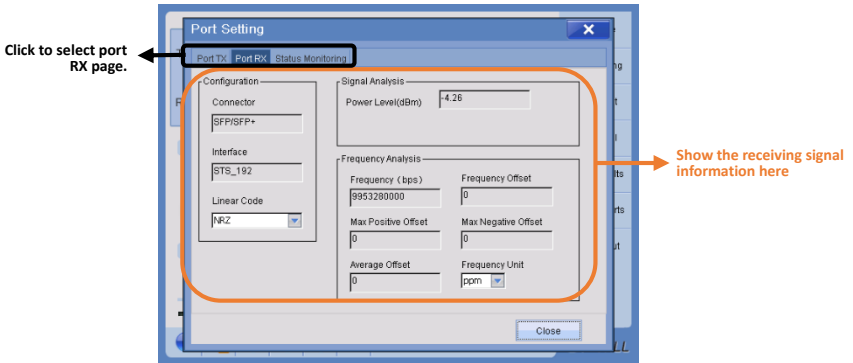 Click to select port
RX page.
Port Setting
Port TX Port RX Status Monitoring
Configuration
Connector
SFP/SFP+
Interface
STS_192
Linear Code
NRZ
Signal Analysis
Power Level(dBm) -4.26
Frequency Analysis
Frequency (bps) Frequency Offset
9953280000 0
Max Positive Offset Max Negative Offset
0 0
Average Offset Frequency Unit
0 ppm
Close
Show the receiving signal
information here